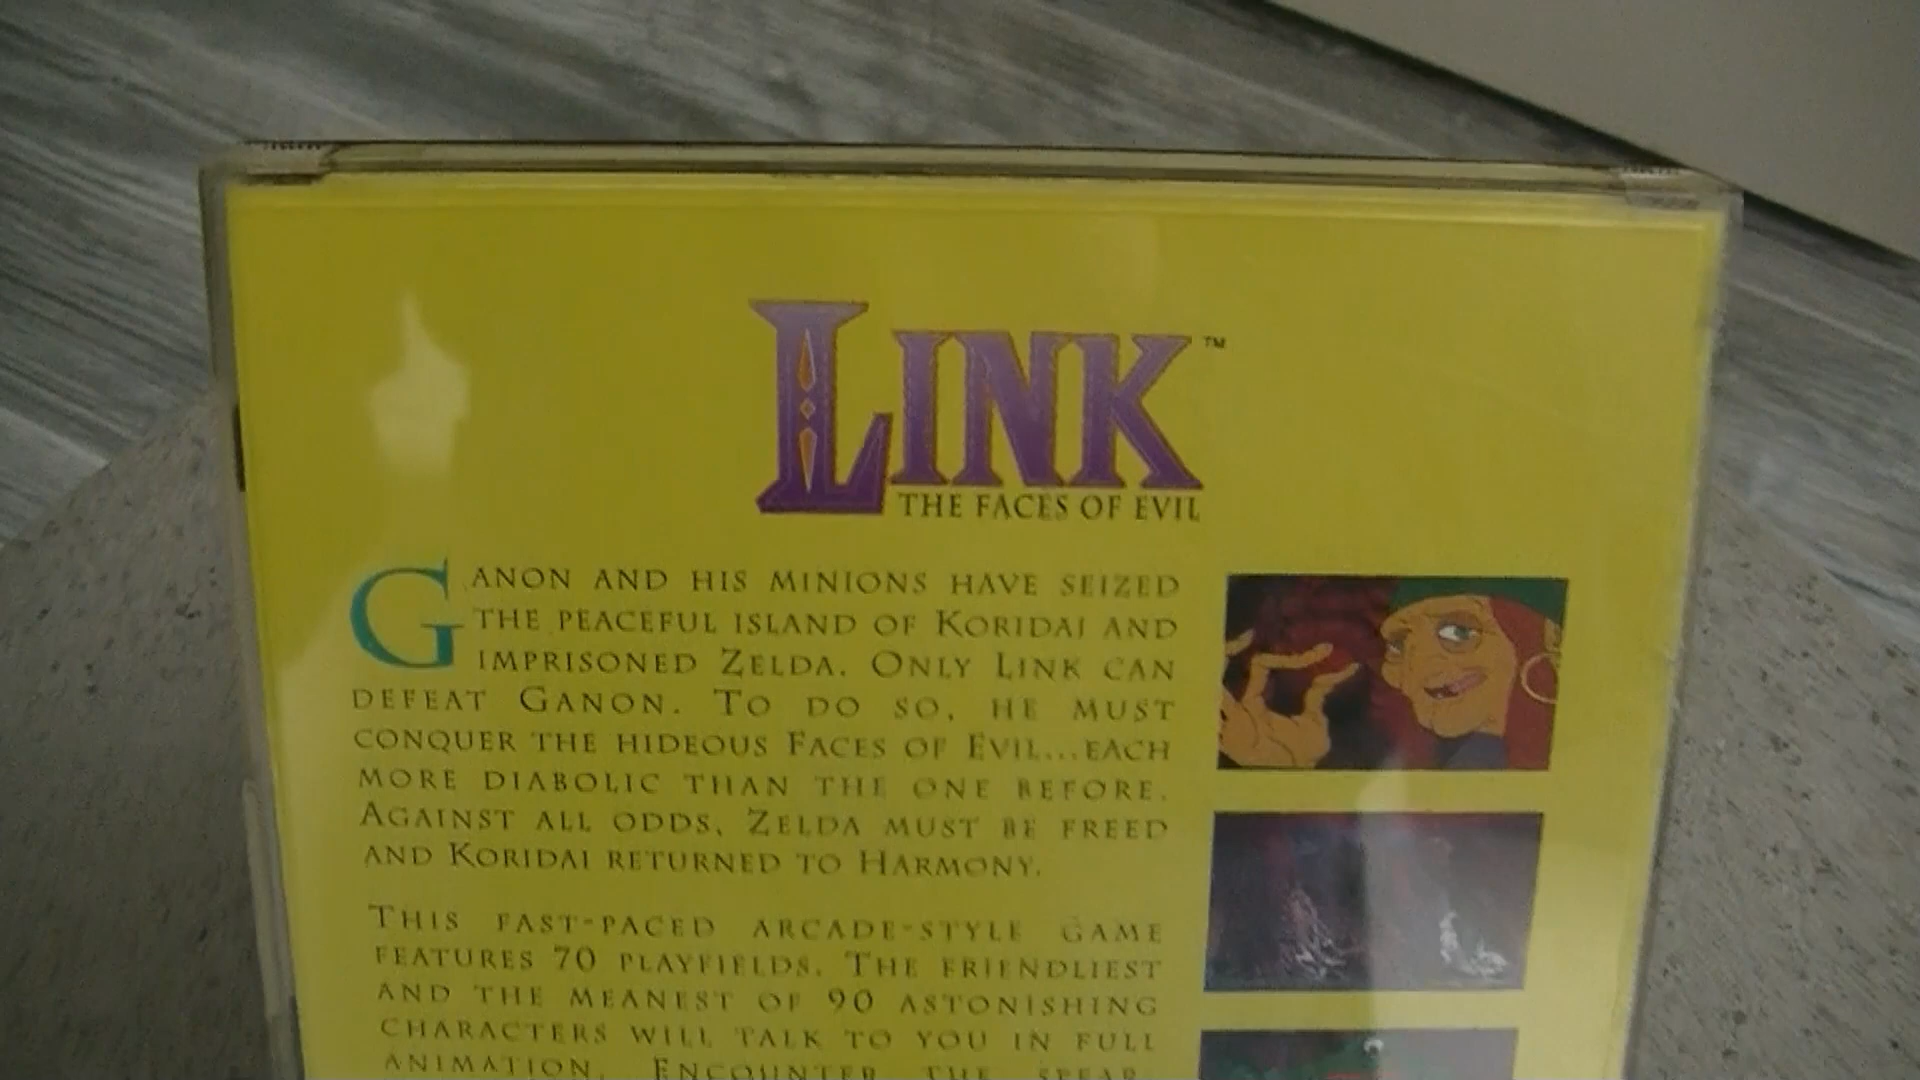 LINK™
THE FACES OF EVIL
GANON AND HIS MINIONS HAVE SEIZED
THE PEACEFUL ISLAND OF KORIDAI AND
IMPRISONED ZELDA. ONLY LINK CAN
DEFEAT GANON. TO DO SO, HE MUST
CONQUER THE HIDEOUS FACES OF EVIL...EACH
MORE DIABOLIC THAN THE ONE BEFORE.
AGAINST ALL ODDS, ZELDA MUST BE FREED
AND KORIDAI RETURNED TO HARMONY.
THIS FAST-PACED ARCADE-STYLE GAME
FEATURES 70 PLAYFIELDS. THE FRIENDLIEST
AND THE MEANEST OF 90 ASTONISHING
CHARACTERS WILL TALK TO YOU IN FULL
ANIMATION. ENCOUNTER THE SPEAR-